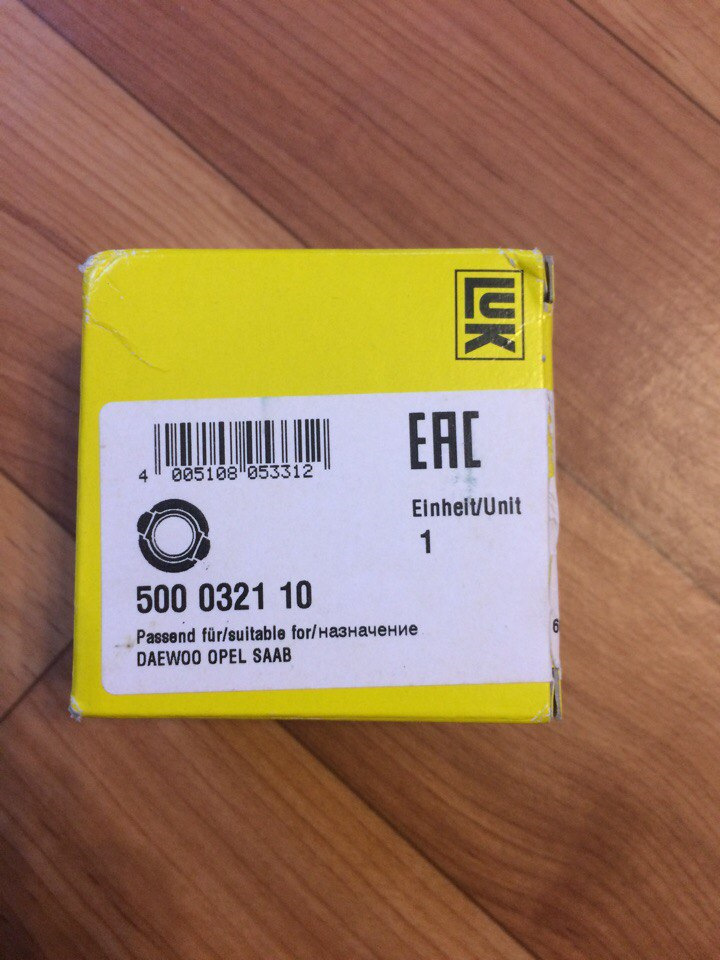 LUK
EAC
4 005108 053312
Einheit/Unit
1
500 0321 10
Passend für/suitable for/назначение
DAEWOO OPEL SAAB
6